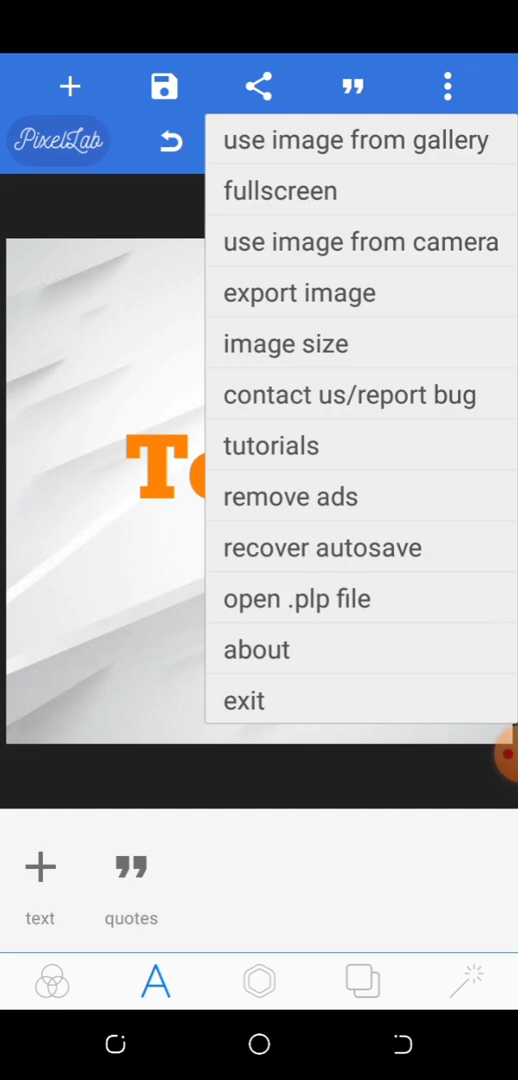 PixelLab
use image from gallery
fullscreen
use image from camera
export image
image size
contact us/report bug
tutorials
remove ads
recover autosave
open .plp file
about
exit
Te
text
quotes